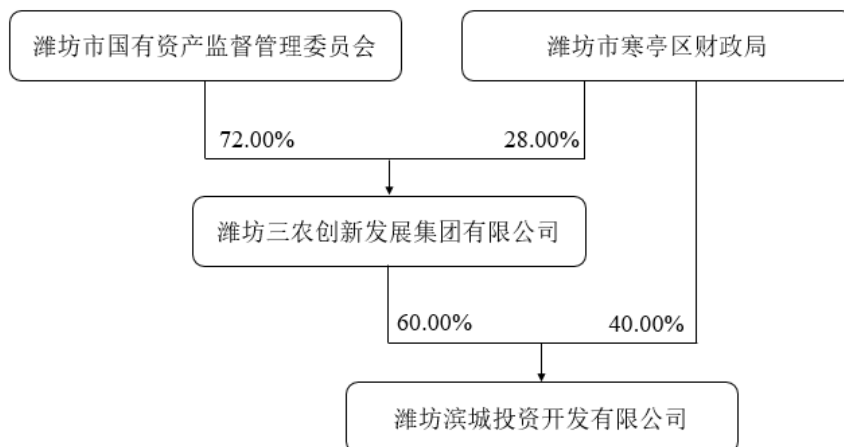 潍坊市国有资产监督管理委员会
潍坊市寒亭区财政局
72.00%
28.00%
潍坊三农创新发展集团有限公司
60.00%
40.00%
潍坊滨城投资开发有限公司